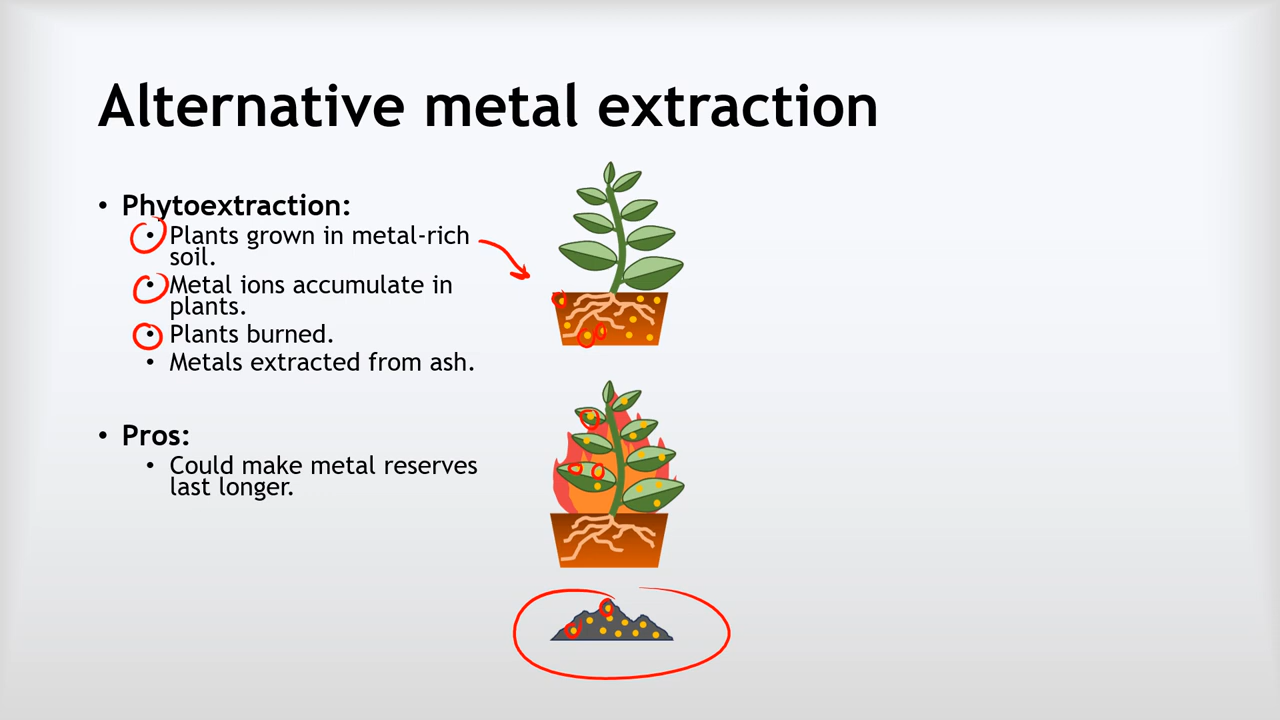 Alternative metal extraction
• Phytoextraction:
• Plants grown in metal-rich
soil.
• Metal ions accumulate in
plants.
• Plants burned.
• Metals extracted from ash.
• Pros:
• Could make metal reserves
last longer.